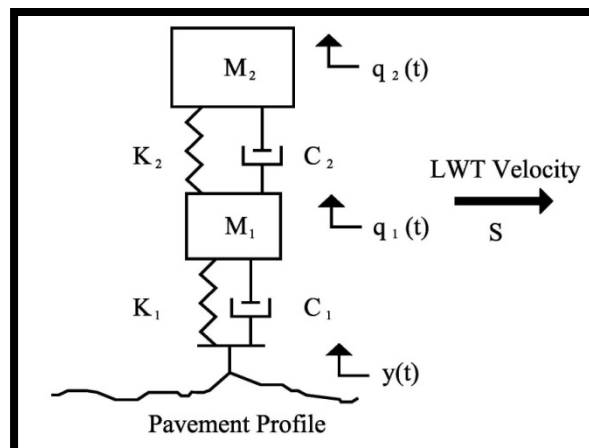 M₂
q₂(t)
K₂
C₂
LWT Velocity
S
M₁
q₁(t)
K₁
C₁
y(t)
Pavement Profile